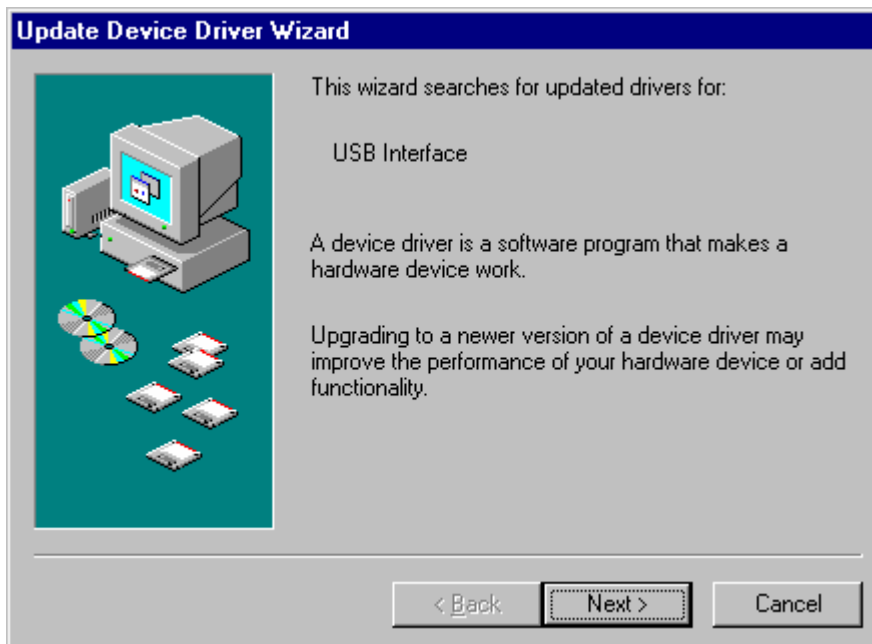 Update Device Driver Wizard
This wizard searches for updated drivers for:
USB Interface
A device driver is a software program that makes a
hardware device work.
Upgrading to a newer version of a device driver may
improve the performance of your hardware device or add
functionality.
< Back
Next >
Cancel